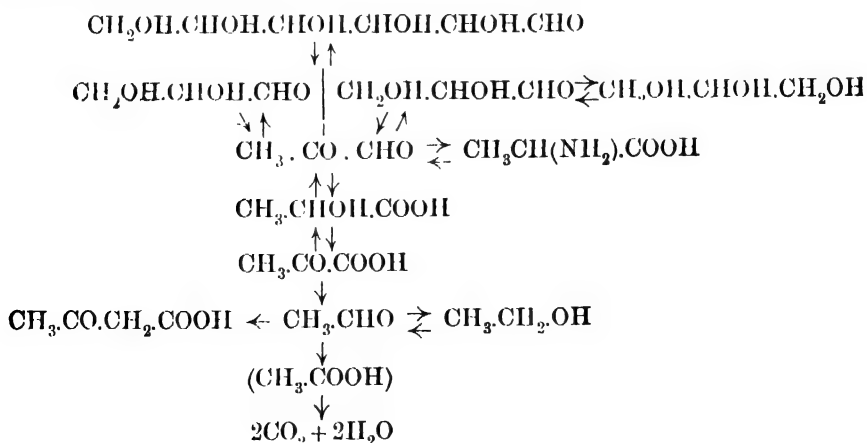 CH₂OH.CHOH.CHOH.CHOH.CHOH.CHO
↓↑
CH₂OH.CHOH.CHO | CH₂OH.CHOH.CHO ⇄ CH₂OH.CHOH.CH₂OH
↘↑ ↙↗
CH₃.CO.CHO ⇄ CH₃CH(NH₂).COOH
↑↓
CH₃.CHOH.COOH
↑↓
CH₃.CO.COOH
↓
CH₃.CO.CH₂.COOH ← CH₃.CHO ⇄ CH₃.CH₂.OH
↓
(CH₃.COOH)
↓
2CO₂ + 2H₂O